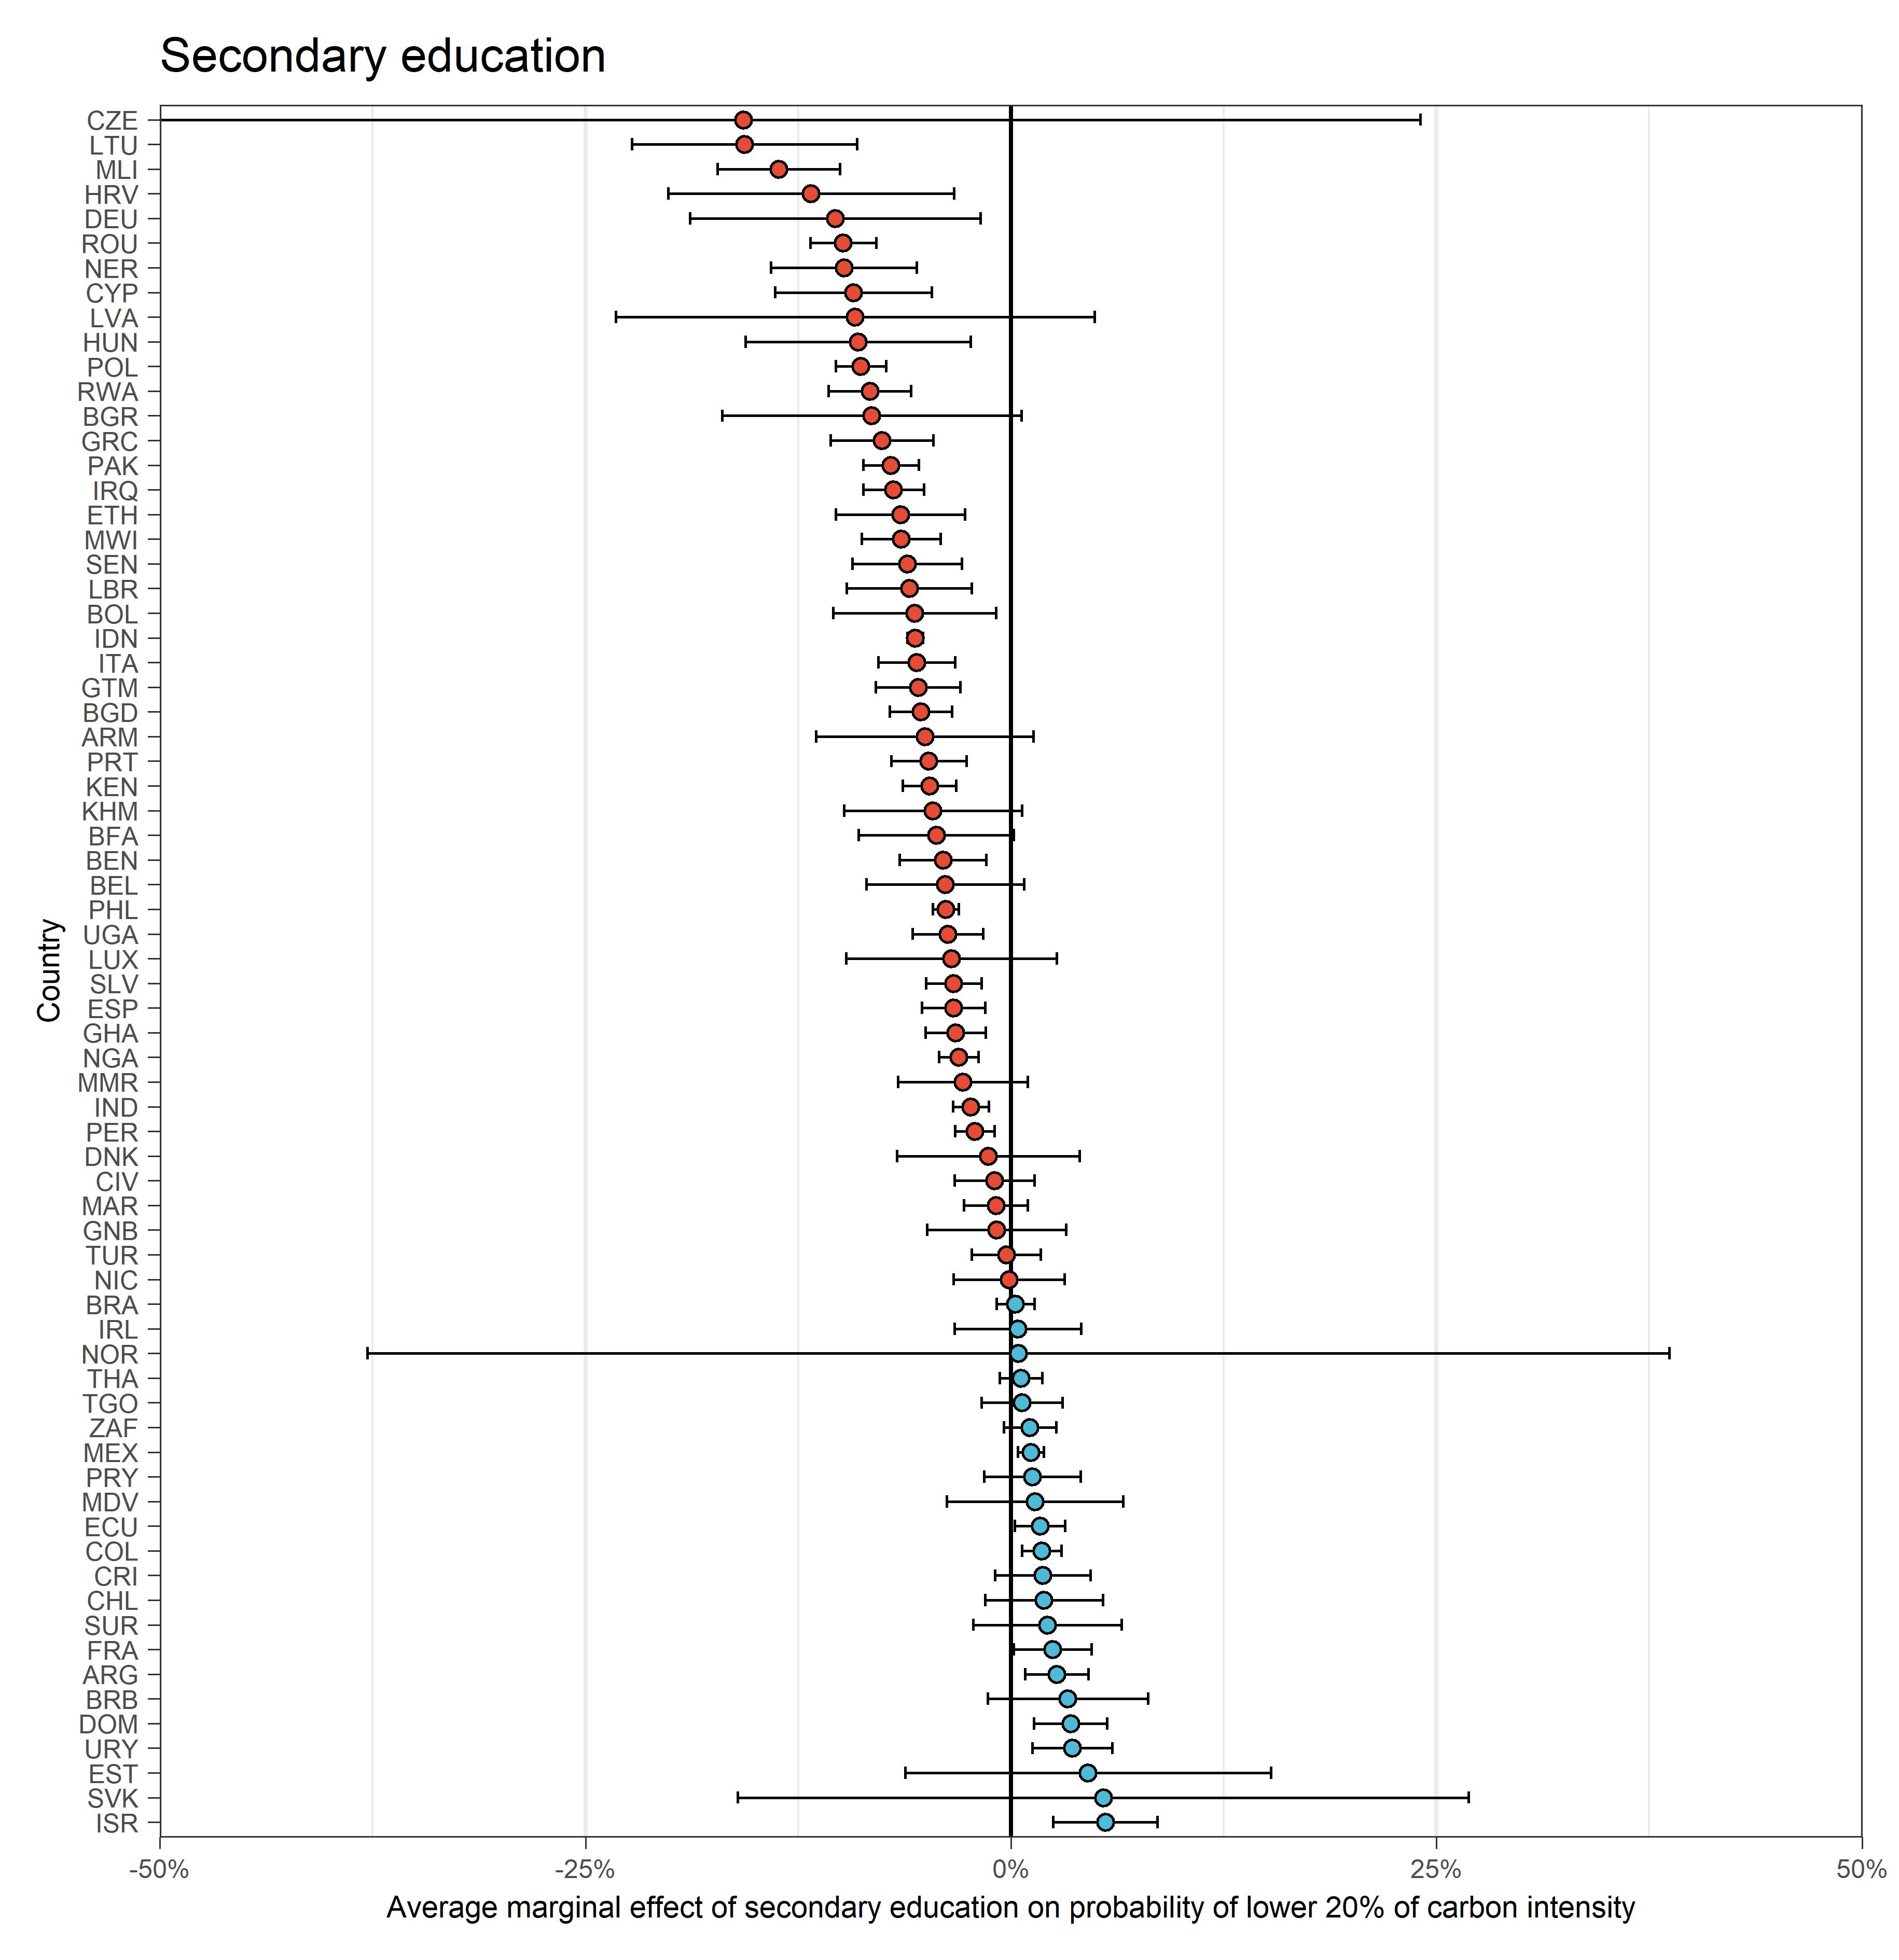 Secondary education
CZE
LTU
MLI
HRV
DEU
ROU
NER
CYP
LVA
HUN
POL
RWA
BGR
GRC
PAK
IRQ
ETH
MWI
SEN
LBR
BOL
IDN
ITA
GTM
BGD
ARM
PRT
KEN
KHM
BFA
BEN
BEL
PHL
UGA
LUX
SLV
ESP
GHA
NGA
MMR
IND
PER
DNK
CIV
MAR
GNB
TUR
NIC
BRA
IRL
NOR
THA
TGO
ZAF
MEX
PRY
MDV
ECU
COL
CRI
CHL
SUR
FRA
ARG
BRB
DOM
URY
EST
SVK
ISR
Country
-50% -25% 0% 25% 50%
Average marginal effect of secondary education on probability of lower 20% of carbon intensity